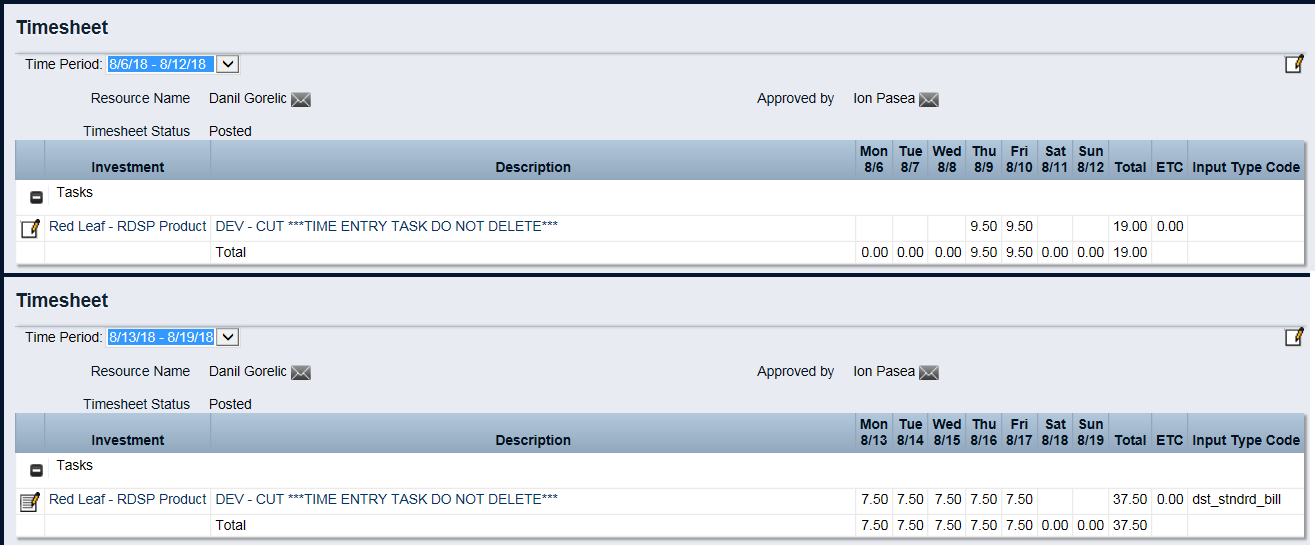 Timesheet
Time Period: 8/6/18 - 8/12/18
Resource Name Danil Gorelic Approved by Ion Pasea
Timesheet Status Posted
Investment Description Mon 8/6 Tue 8/7 Wed 8/8 Thu 8/9 Fri 8/10 Sat 8/11 Sun 8/12 Total ETC Input Type Code
Tasks
Red Leaf - RDSP Product DEV - CUT ***TIME ENTRY TASK DO NOT DELETE*** 9.50 9.50 19.00 0.00
Total 0.00 0.00 0.00 9.50 9.50 0.00 0.00 19.00
Timesheet
Time Period: 8/13/18 - 8/19/18
Resource Name Danil Gorelic Approved by Ion Pasea
Timesheet Status Posted
Investment Description Mon 8/13 Tue 8/14 Wed 8/15 Thu 8/16 Fri 8/17 Sat 8/18 Sun 8/19 Total ETC Input Type Code
Tasks
Red Leaf - RDSP Product DEV - CUT ***TIME ENTRY TASK DO NOT DELETE*** 7.50 7.50 7.50 7.50 7.50 37.50 0.00 dst_stndrd_bill
Total 7.50 7.50 7.50 7.50 7.50 0.00 0.00 37.50